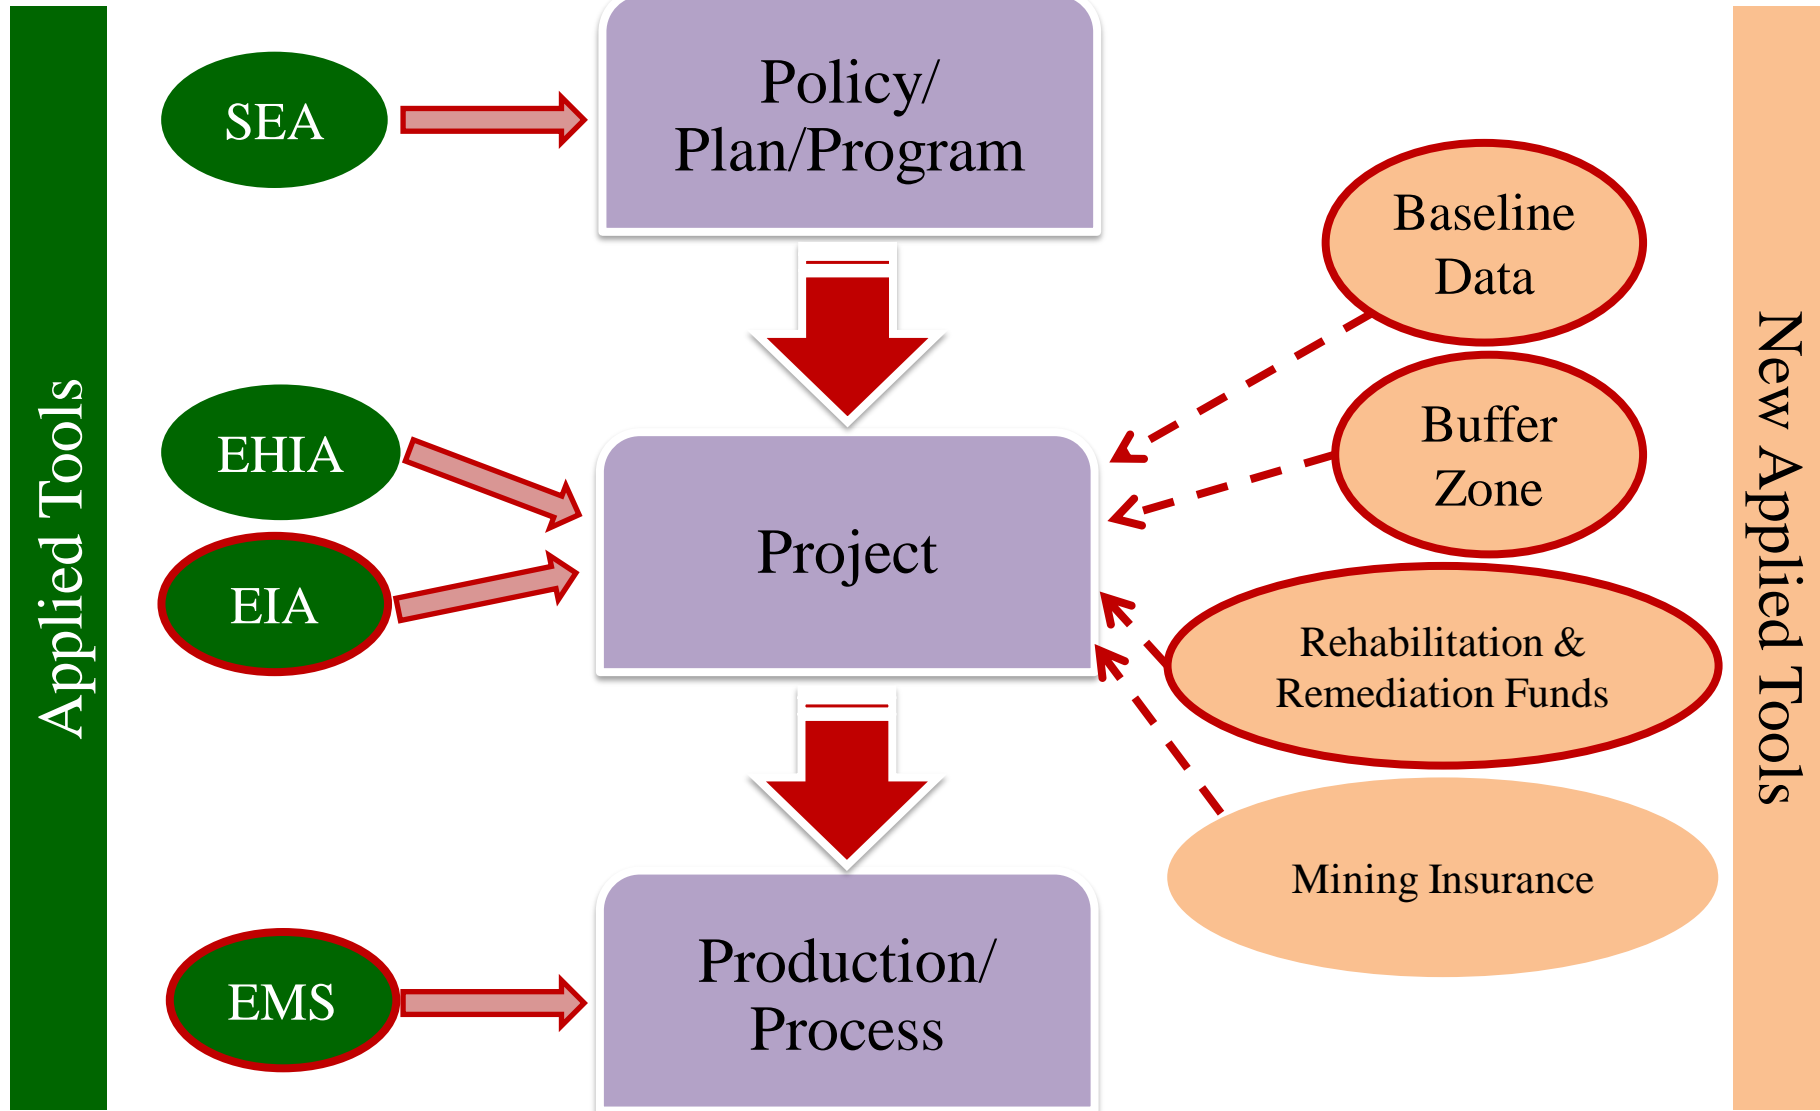 Applied Tools
SEA
EHIA
EIA
EMS
Policy/
Plan/Program
Project
Production/
Process
Baseline
Data
Buffer
Zone
Rehabilitation &
Remediation Funds
Mining Insurance
New Applied Tools